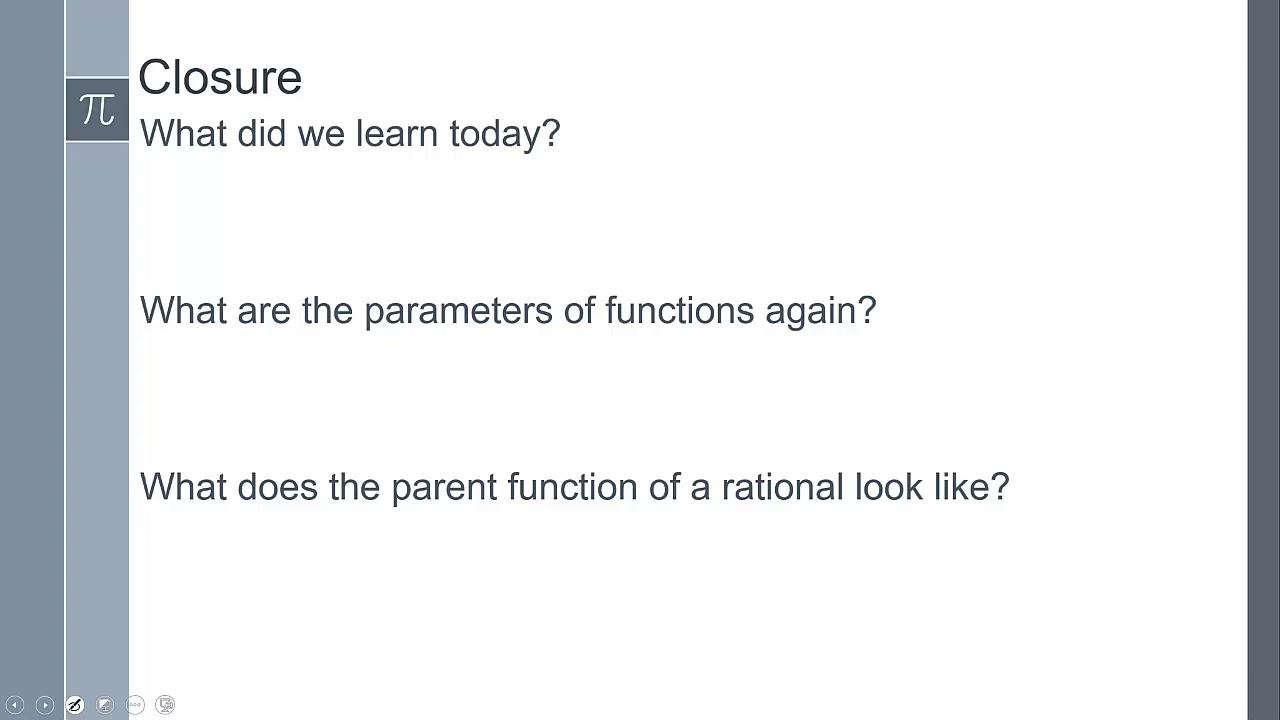 Closure
π
What did we learn today?
What are the parameters of functions again?
What does the parent function of a rational look like?